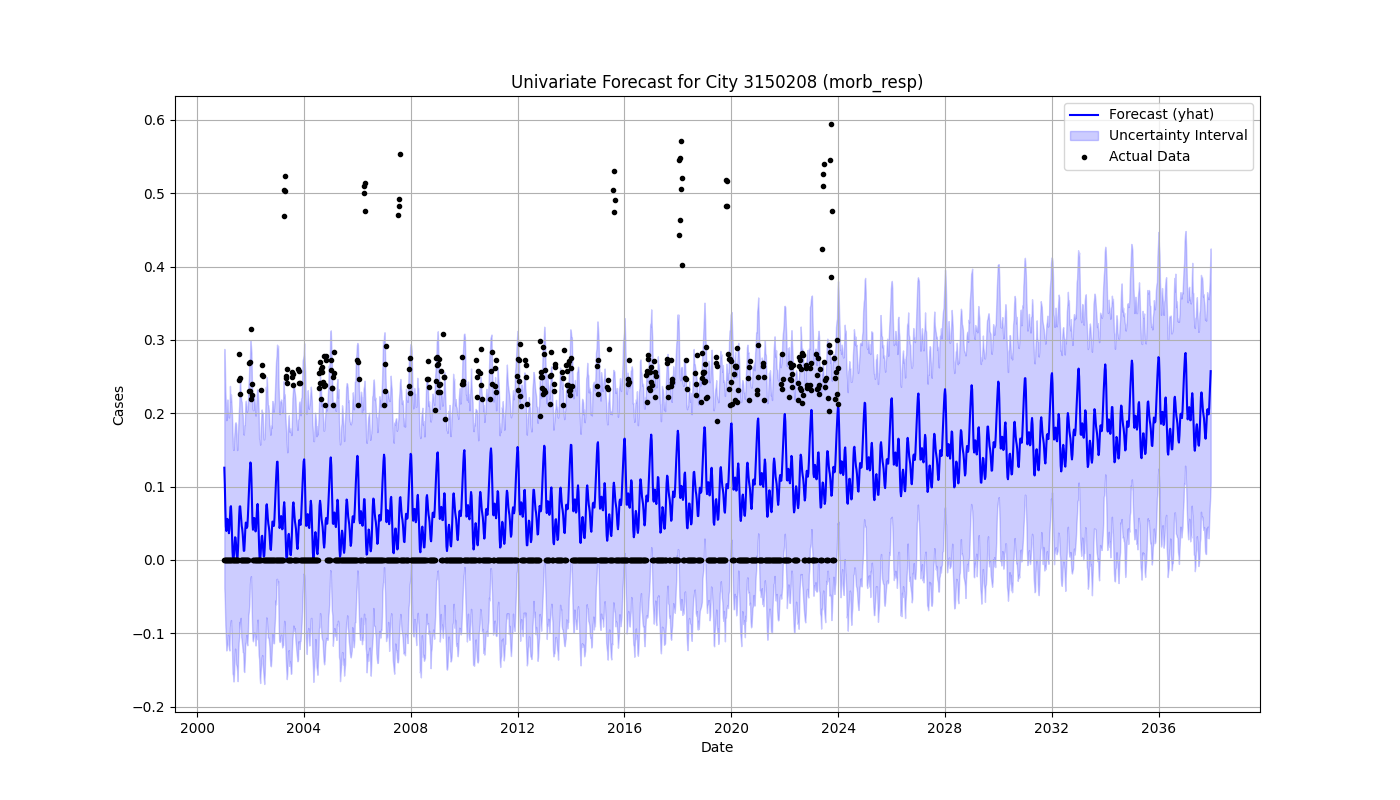 Univariate Forecast for City 3150208 (morb_resp)
Forecast (yhat)
Uncertainty Interval
Actual Data
Cases
0.6
0.5
0.4
0.3
0.2
0.1
0.0
−0.1
−0.2
2000 2004 2008 2012 2016 2020 2024 2028 2032 2036
Date